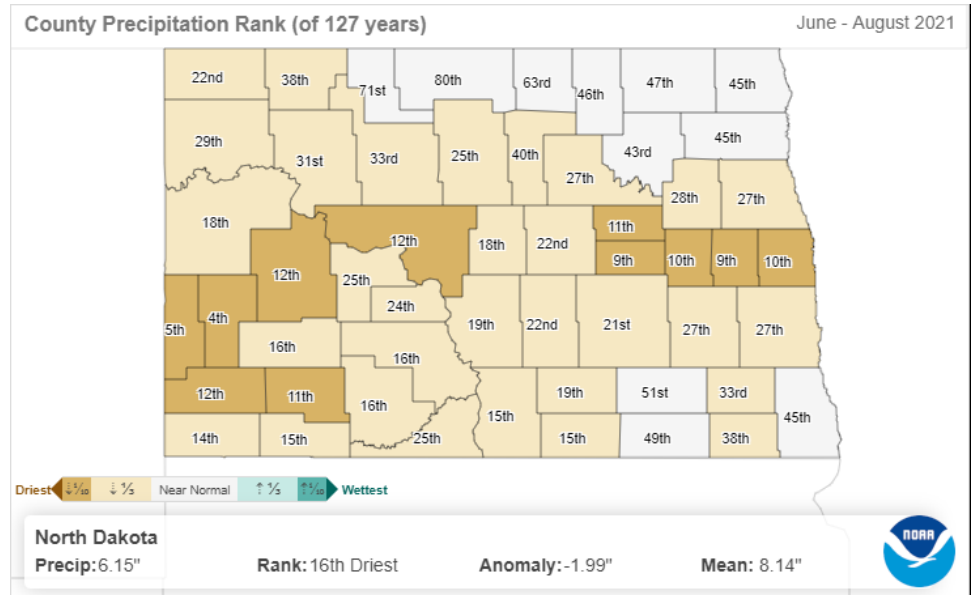 County Precipitation Rank (of 127 years)
June - August 2021
22nd 38th 71st 80th 63rd 46th 47th 45th
29th 31st 33rd 25th 40th 27th 43rd 45th
28th 27th
18th 12th 18th 22nd 11th
12th 25th 9th 10th 9th 10th
24th
5th 4th 19th 22nd 21st 27th 27th
16th 16th
12th 11th 16th 15th 19th 51st 33rd 45th
14th 15th 25th 15th 49th 38th
Driest ↓1/10 ↓ 1/3 Near Normal ↑ 1/3 ↑1/10 Wettest
North Dakota
Precip:6.15" Rank:16th Driest Anomaly:-1.99" Mean: 8.14"
NOAA